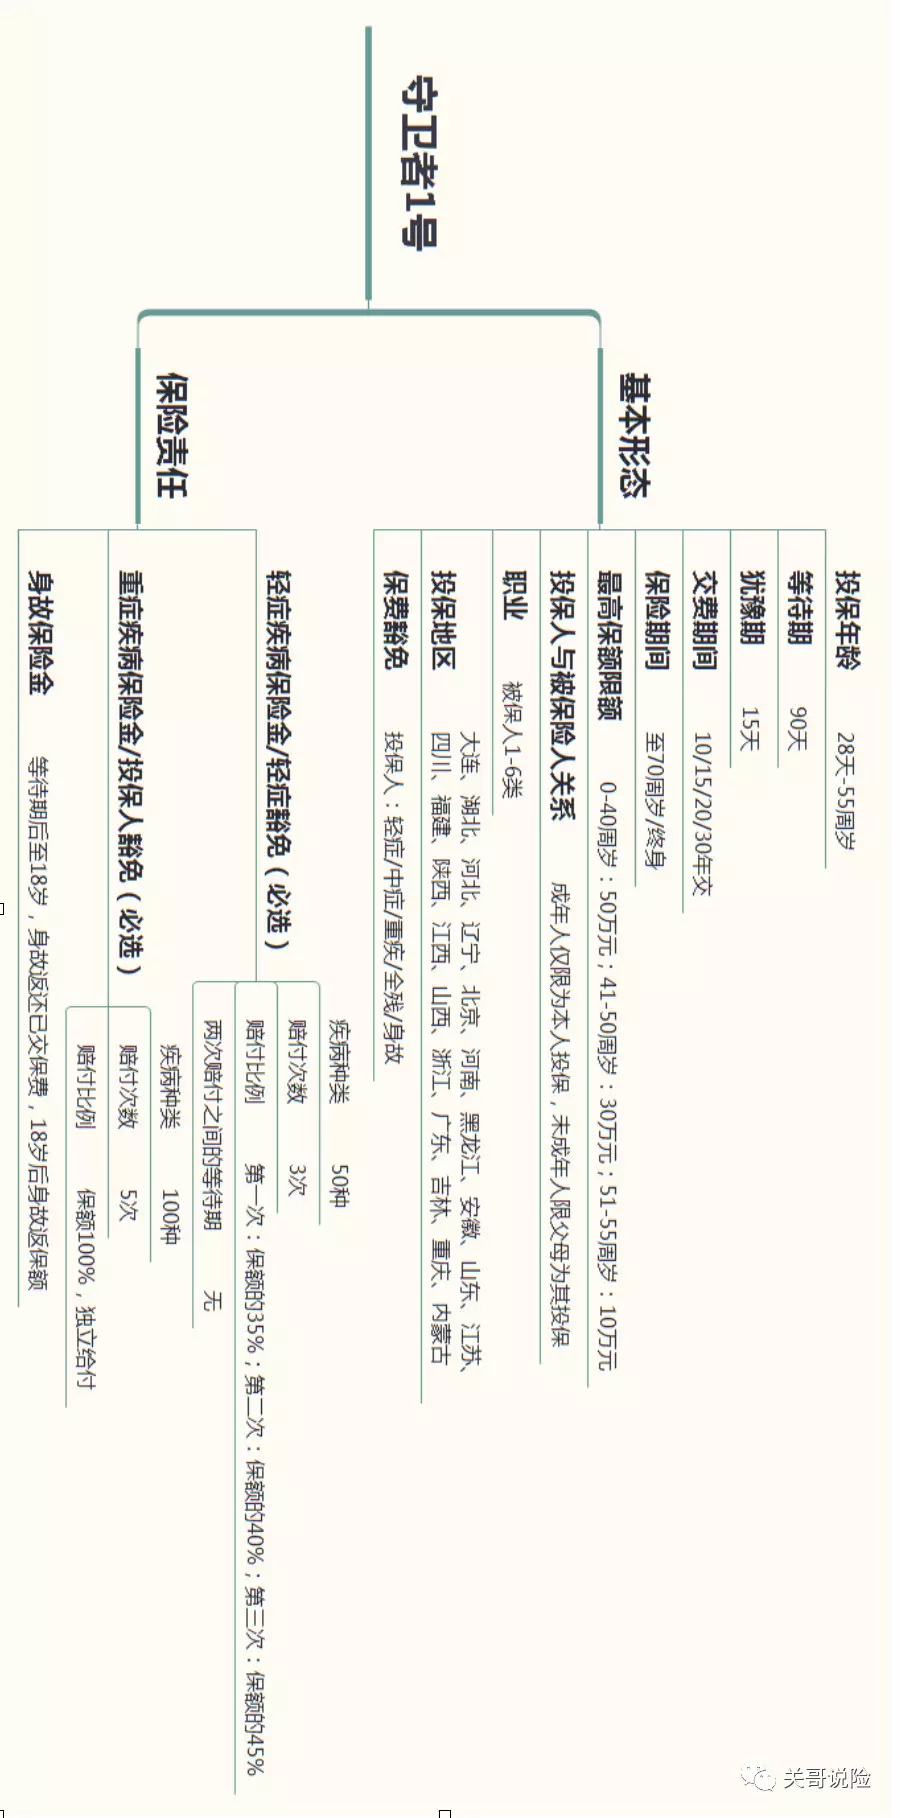 守卫者1号
基本形态
投保年龄 28天-55周岁
等待期 90天
犹豫期 15天
交费期间 10/15/20/30年交
保险期间 至70周岁/终身
最高保额限额 0-40周岁：50万元；41-50周岁：30万元；51-55周岁：10万元
投保人与被保险人关系 成年人仅限为本人投保，未成年人限父母为其投保
职业 被保人1-6类
投保地区 大连、湖北、河北、辽宁、北京、河南、黑龙江、安徽、山东、江苏、
四川、福建、陕西、江西、山西、浙江、广东、吉林、重庆、内蒙古
保费豁免 投保人：轻症/中症/重疾/全残/身故
保险责任
轻症疾病保险金/轻症豁免（必选）
疾病种类 50种
赔付次数 3次
赔付比例 第一次：保额的35%；第二次：保额的40%；第三次：保额的45%
两次赔付之间的等待期 无
重症疾病保险金/投保人豁免（必选）
疾病种类 100种
赔付次数 5次
赔付比例 保额100%，独立给付
身故保险金 等待期后至18岁，身故返还已交保费，18岁后身故返保额
关哥说险